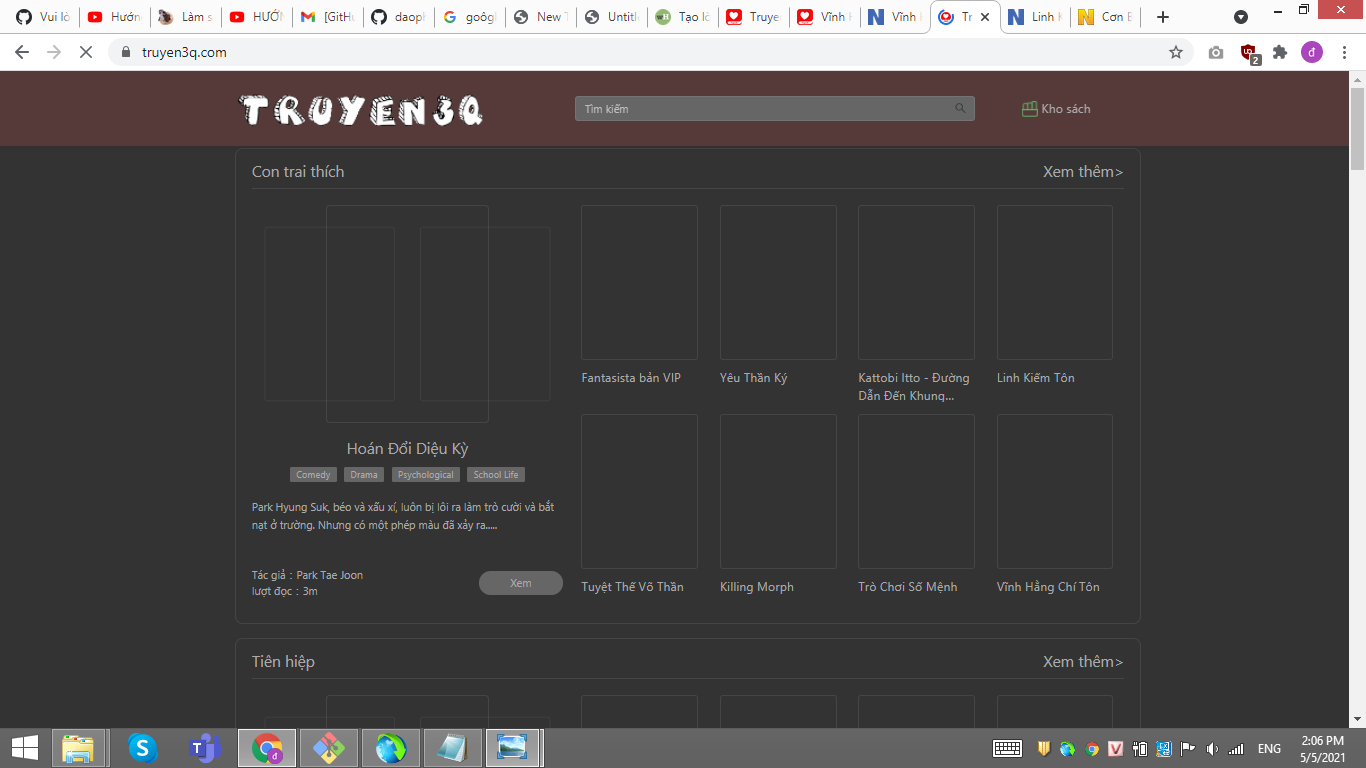 Vui lò
Hướn
Làm s
HƯỚ
[GitH
daoph
goôg
New T
Untitl
Tạo lò
Truye
Vĩnh
Vĩnh
Tr
Linh
Cơn
truyen3q.com
đ
2
TRUYEN3Q
Tìm kiếm
Kho sách
Con trai thích
Xem thêm>
Fantasista bản VIP
Yêu Thần Ký
Kattobi Itto - Đường
Dẫn Đến Khung...
Linh Kiếm Tôn
Hoán Đổi Diệu Kỳ
Comedy
Drama
Psychological
School Life
Park Hyung Suk, béo và xấu xí, luôn bị lôi ra làm trò cười và bắt
nạt ở trường. Nhưng có một phép màu đã xảy ra.....
Tác giả : Park Tae Joon
lượt đọc : 3m
Xem
Tuyệt Thế Võ Thần
Killing Morph
Trò Chơi Số Mệnh
Vĩnh Hằng Chí Tôn
Tiên hiệp
Xem thêm>
ENG
2:06 PM
5/5/2021